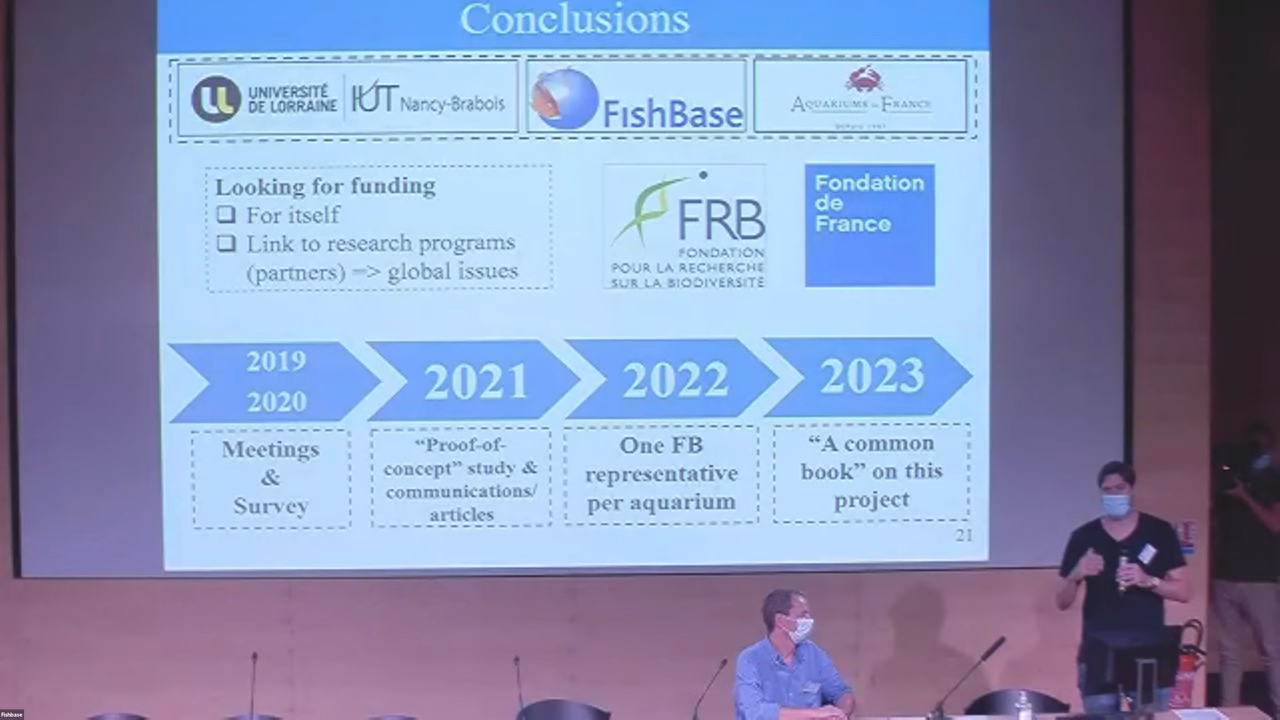 Conclusions
UNIVERSITÉ
DE LORRAINE
IUT Nancy-Brabois
FISHBASE
AQUARIUMS DE FRANCE
Looking for funding
For itself
Link to research programs
(partners) => global issues
FRB
FONDATION
POUR LA RECHERCHE
SUR LA BIODIVERSITÉ
Fondation
de
France
2019
2020
2021
2022
2023
Meetings
&
Survey
“Proof-of-
concept” study &
communications/
articles
One FB
representative
per aquarium
“A common
book” on this
project
21
Fishbase